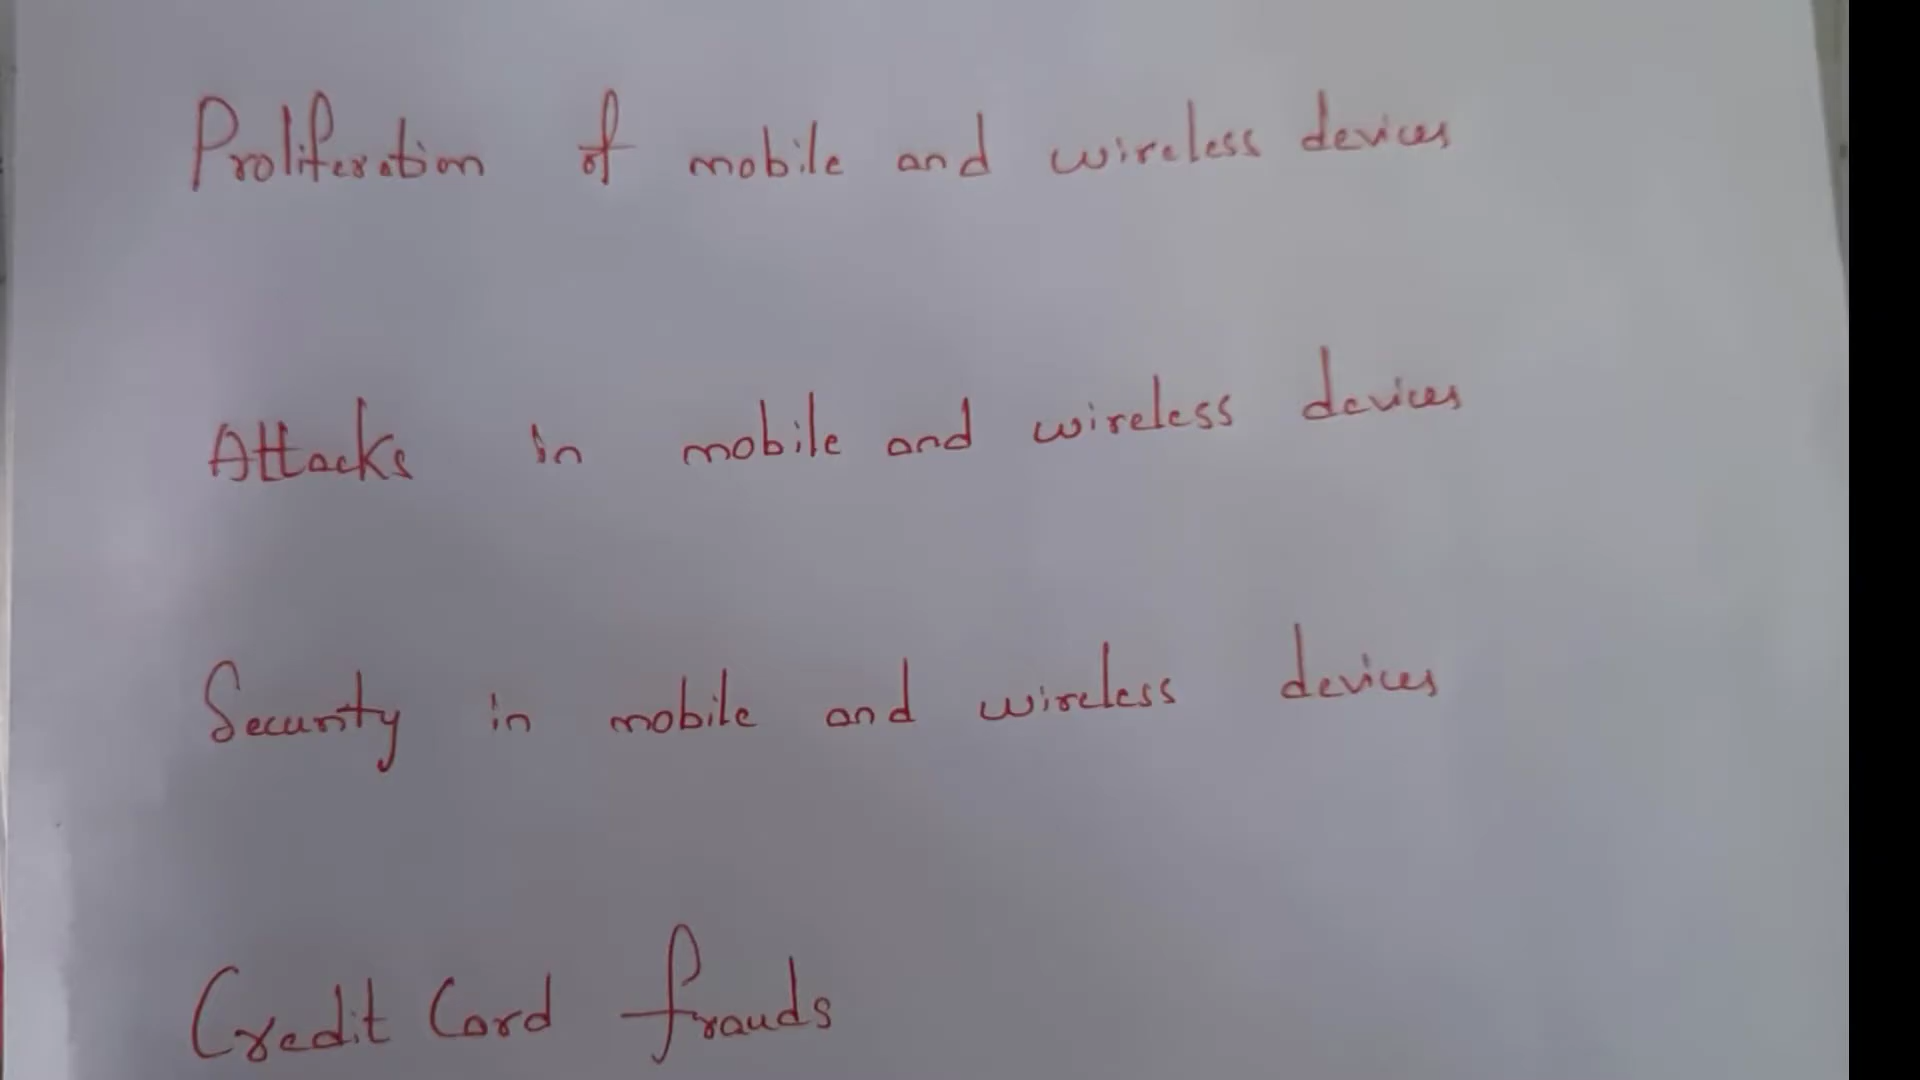 Proliferation of mobile and wireless devices
Attacks in mobile and wireless devices
Security in mobile and wireless devices
Credit Card frauds